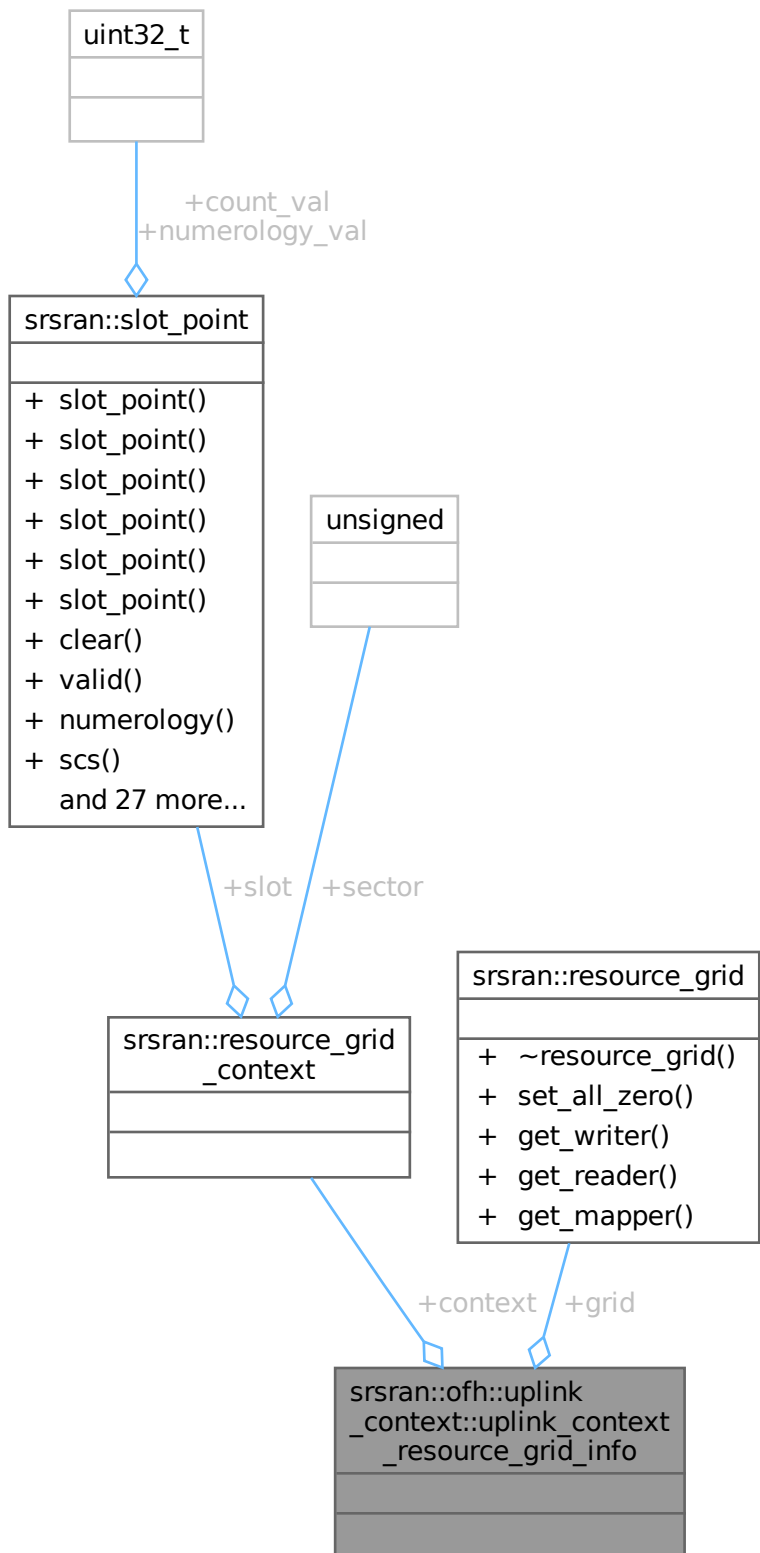 uint32_t
+count_val
+numerology_val
srsran::slot_point
+ slot_point()
+ slot_point()
+ slot_point()
+ slot_point()
+ slot_point()
+ slot_point()
+ clear()
+ valid()
+ numerology()
+ scs()
and 27 more...
unsigned
+slot
+sector
srsran::resource_grid
_context
srsran::resource_grid
+ ~resource_grid()
+ set_all_zero()
+ get_writer()
+ get_reader()
+ get_mapper()
+context
+grid
srsran::ofh::uplink
_context::uplink_context
_resource_grid_info